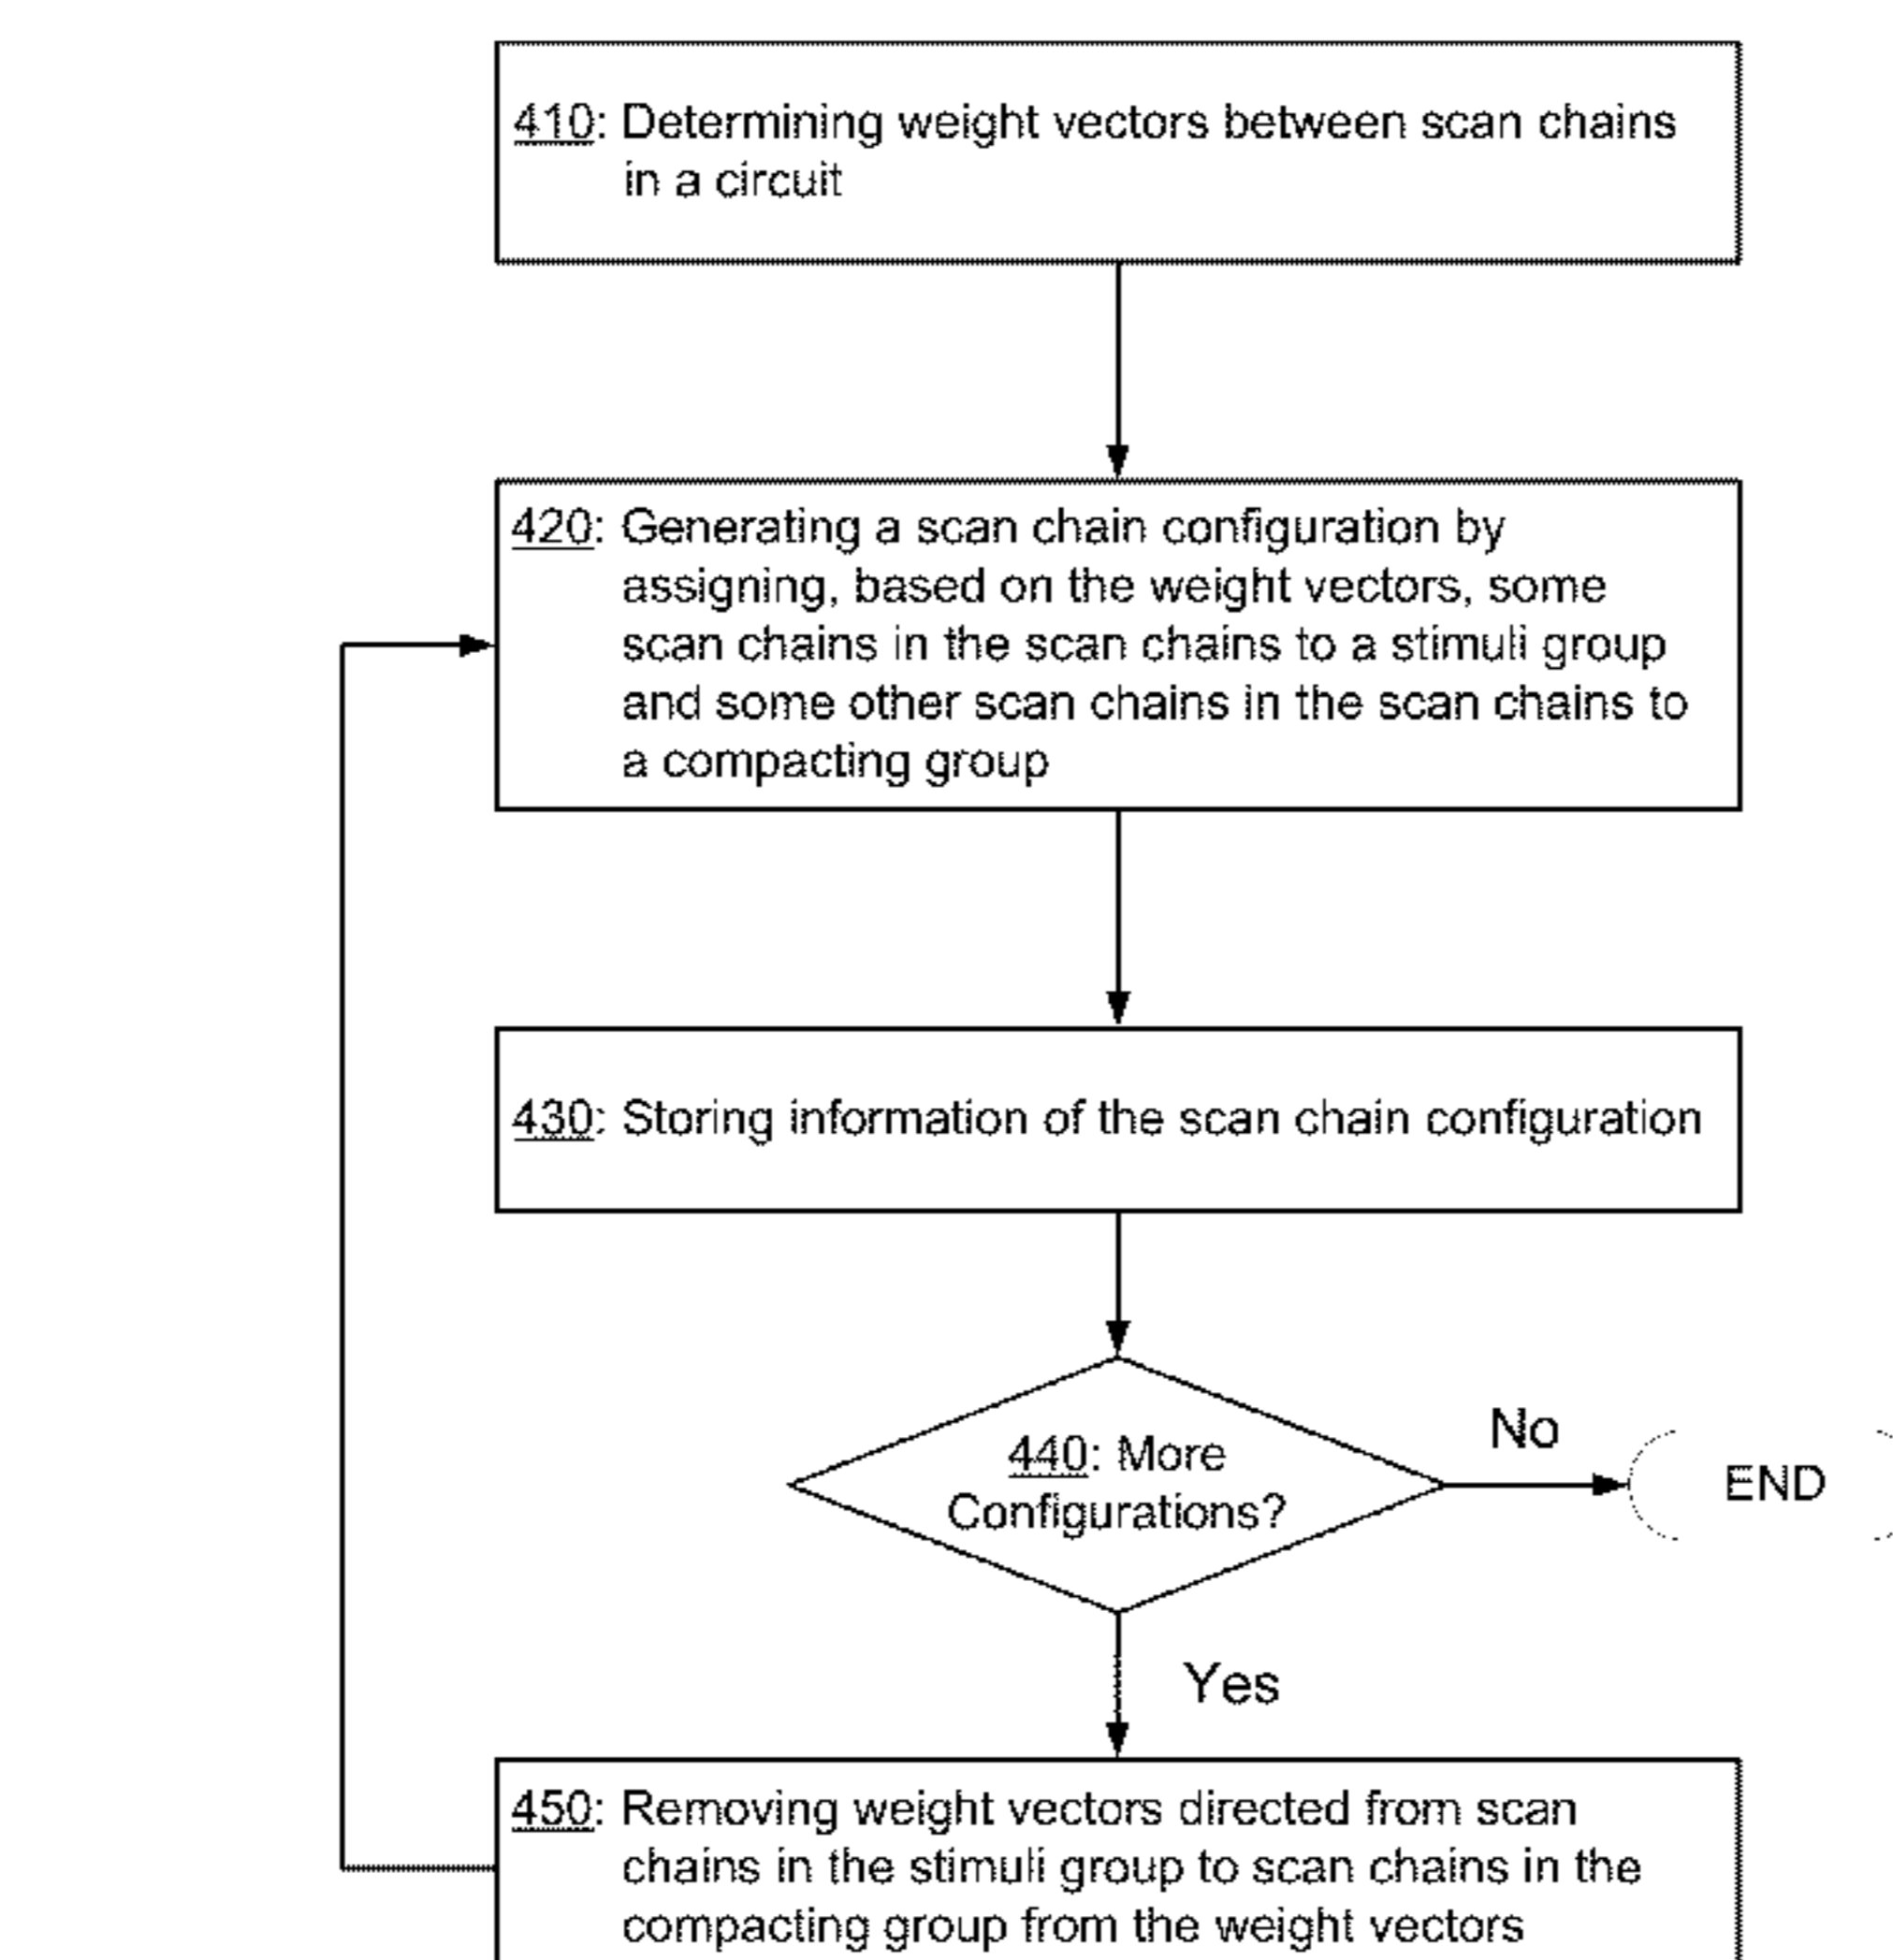 410: Determining weight vectors between scan chains
in a circuit
420: Generating a scan chain configuration by
assigning, based on the weight vectors, some
scan chains in the scan chains to a stimuli group
and some other scan chains in the scan chains to
a compacting group
430: Storing information of the scan chain configuration
440: More
Configurations?
No
END
Yes
450: Removing weight vectors directed from scan
chains in the stimuli group to scan chains in the
compacting group from the weight vectors